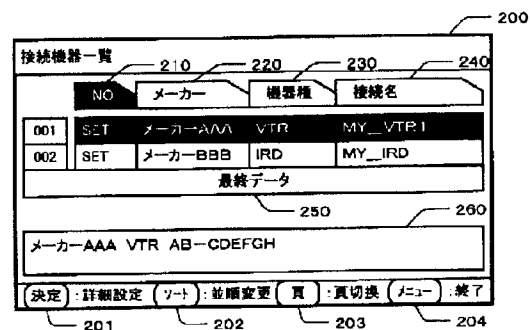 200
接続機器一覧
210 220 230 240
NO メーカー 機器種 接続名
001 SET メーカーAAA VTR MY__VTR1
002 SET メーカーBBB IRD MY__IRD
最終データ
250 260
メーカーAAA VTR AB-CDEFGH
決定 :詳細設定 ソート :並順変更 頁 :頁切換 メニュー :終了
201 202 203 204